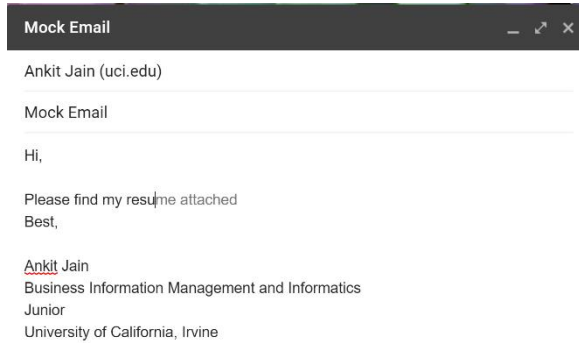 Mock Email
Ankit Jain (uci.edu)
Mock Email
Hi,
Please find my resume attached
Best,
Ankit Jain
Business Information Management and Informatics
Junior
University of California, Irvine